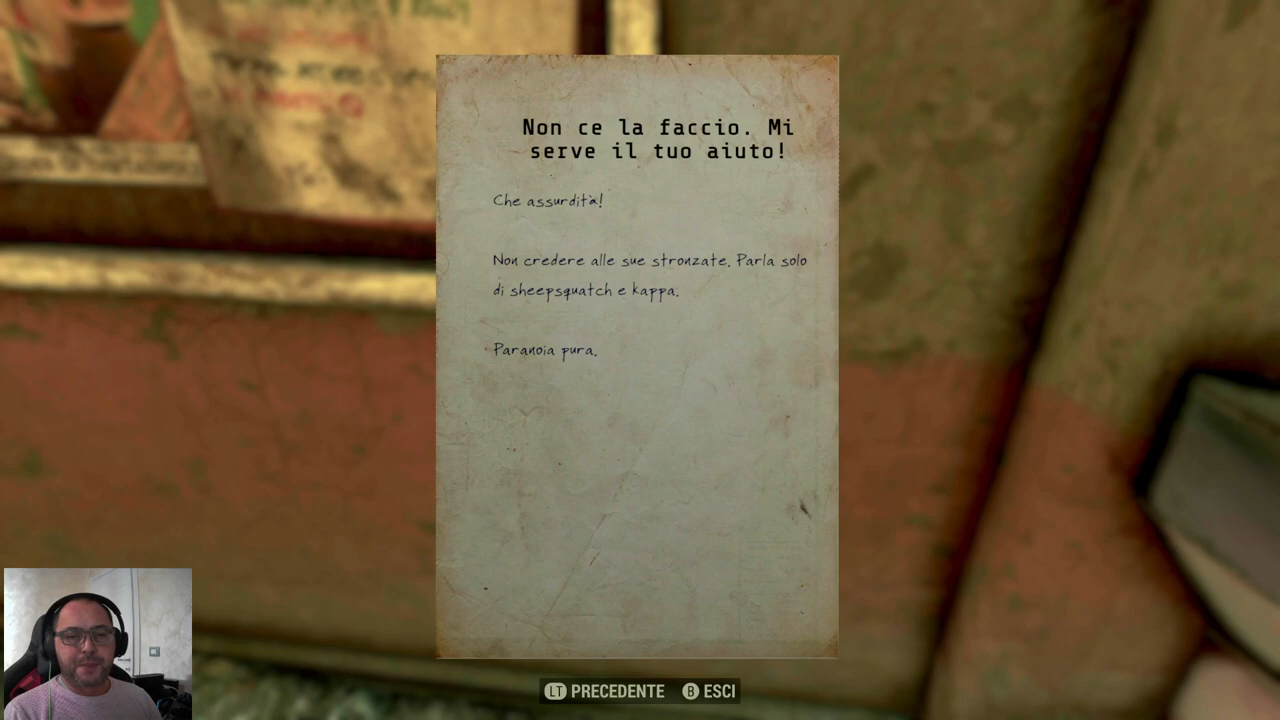 Non ce la faccio. Mi
serve il tuo aiuto!
Che assurdità!
Non credere alle sue stronzate. Parla solo
di sheepsquatch e kappa.
Paranoia pura.
LT PRECEDENTE B ESCI